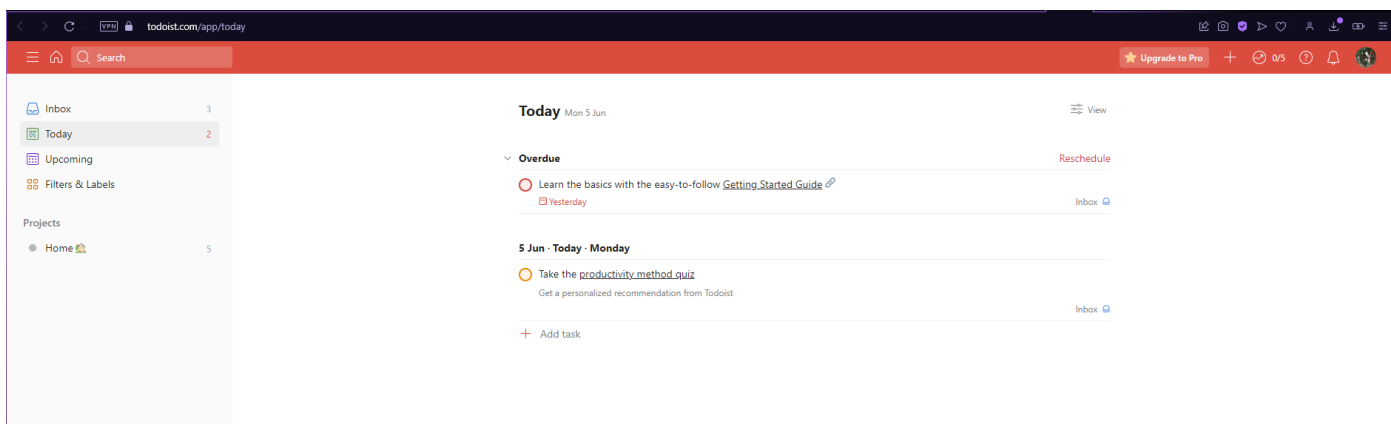 VPN todoist.com/app/today
Search Upgrade to Pro 0/5
Inbox 3
Today 2
Upcoming
Filters & Labels
Projects
Home 5
Today Mon 5 Jun View
Overdue Reschedule
Learn the basics with the easy-to-follow Getting Started Guide
Yesterday Inbox
5 Jun · Today · Monday
Take the productivity method quiz
Get a personalized recommendation from Todoist
Inbox
Add task